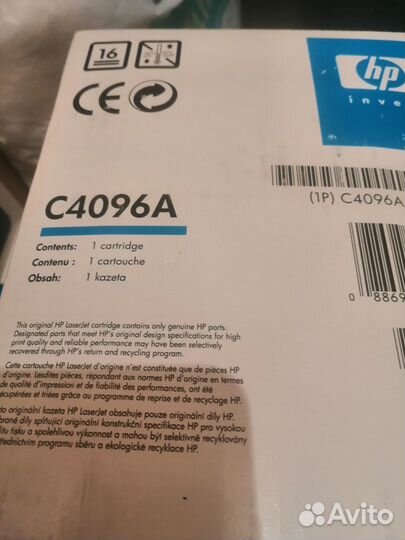 16
hp
inve
CE
C4096A
(1P) C4096A
Contents: 1 cartridge
Contenu : 1 cartouche
Obsah: 1 kazeta
0 8869
This original HP LaserJet cartridge contains only genuine HP parts.
Designated parts that meet HP's original design specifications for high
print quality and reliable performance may have been selectively
recovered through HP's return and recycling program.
Cette cartouche HP LaserJet d'origine n'est constituée que de pièces HP
d'origine. Lesdites pièces, répondant aux normes HP d'origine en termes
de qualité d'impression et de fiabilité des performances, ont été
écupérées et triées grâce au programme de reprise et de recyclage HP.
to originální kazeta HP LaserJet obsahuje pouze originální díly HP.
brané díly splňující originální konstrukční specifikace HP pro vysokou
litu tisku a spolehlivou výkonnost a mohou být selektivně recyklovány
střednictvím programu sběru a ekologické recyklace HP.
Avito